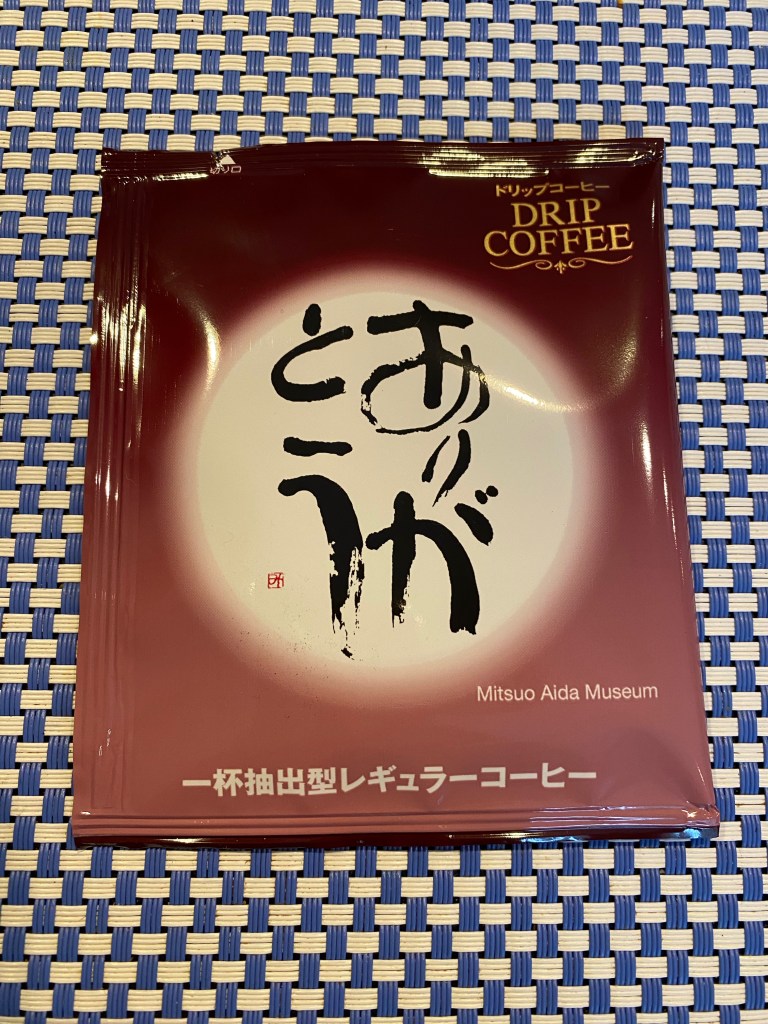 切り口
ドリップコーヒー
DRIP
COFFEE
ありが
とう
Mitsuo Aida Museum
一杯抽出型レギュラーコーヒー